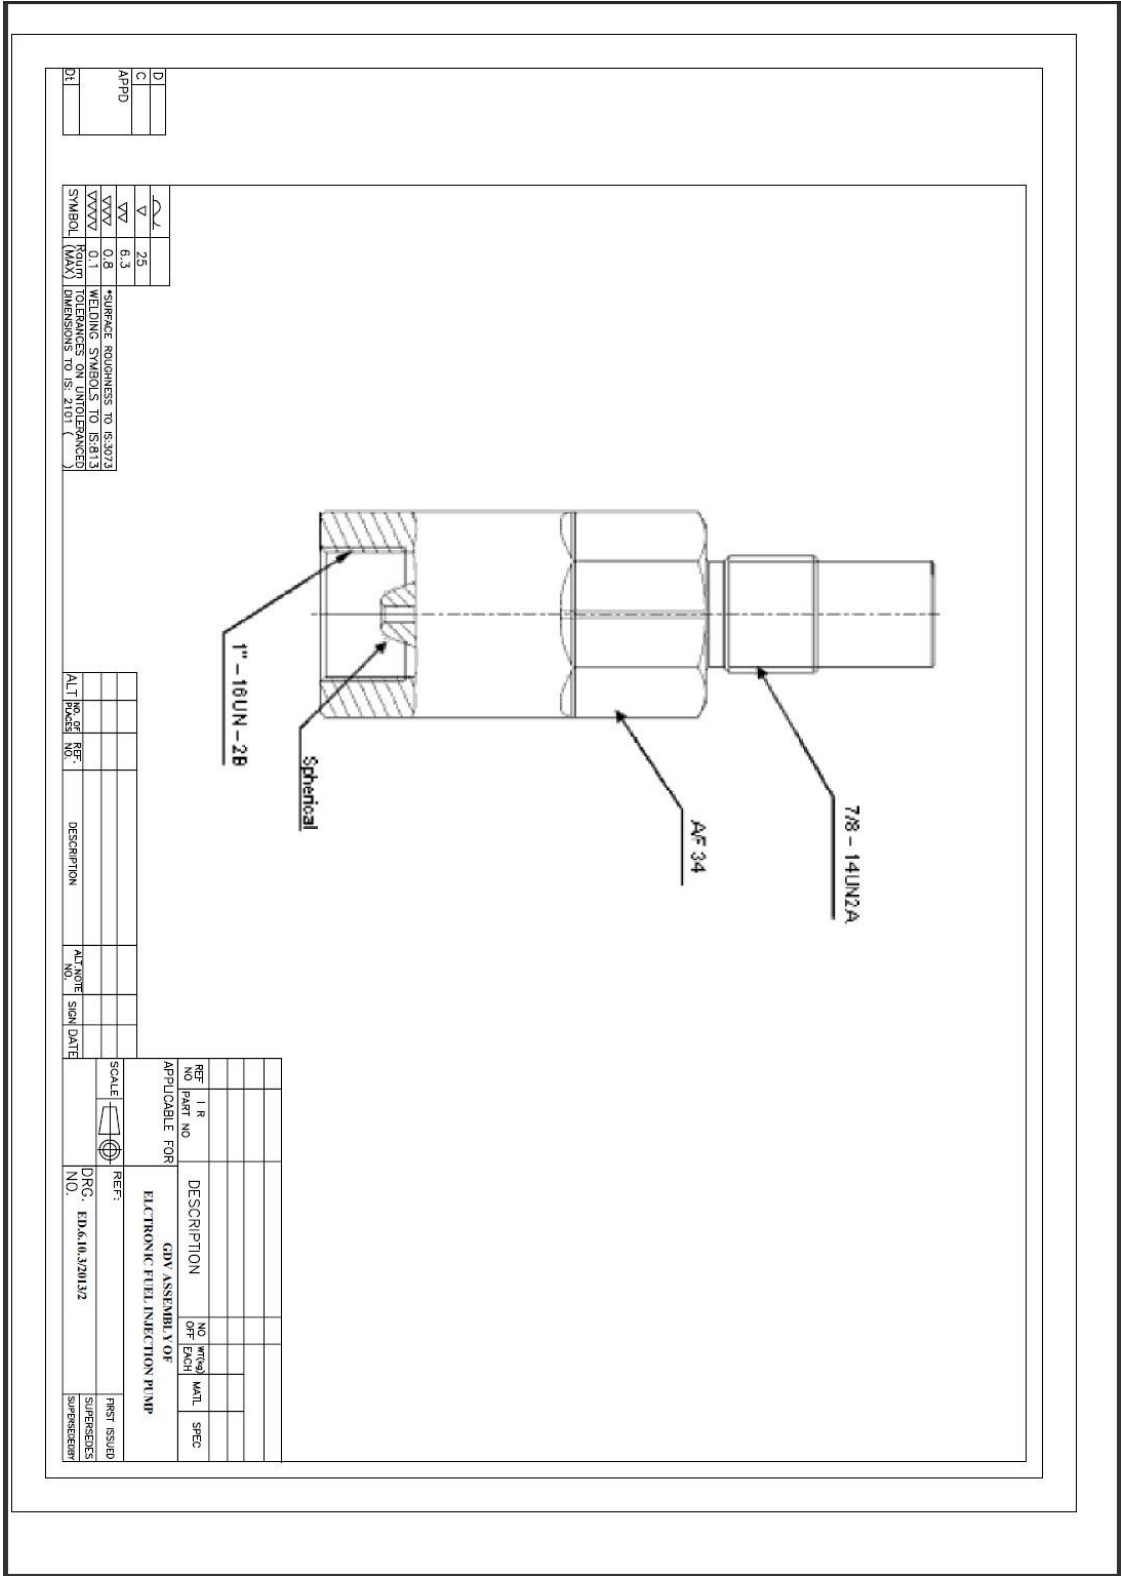 7/8 – 14UN2A
A/F 34
Spherical
1" – 16UN – 2B
D
C
APPD
Dt
25
6.3
0.8
0.1
SYMBOL
Raum
(MAX)
*SURFACE ROUGHNESS TO IS:3073
WELDING SYMBOLS TO IS:813
TOLERANCES ON UNTOLERANCED
DIMENSIONS TO IS: 2101 ( )
ALT
NO. OF PLACES
REF. NO.
DESCRIPTION
ALT.NOTE NO.
SIGN
DATE
REF NO
I R PART NO
DESCRIPTION
NO OFF
WT(kg) EACH
MATL
SPEC
APPLICABLE FOR
GDV ASSEMBLY OF
ELCTRONIC FUEL INJECTION PUMP
SCALE
REF:
FIRST ISSUED
DRG. NO.
ED.6.10.3/2013/2
SUPERSEDES
SUPERSEDEDBY